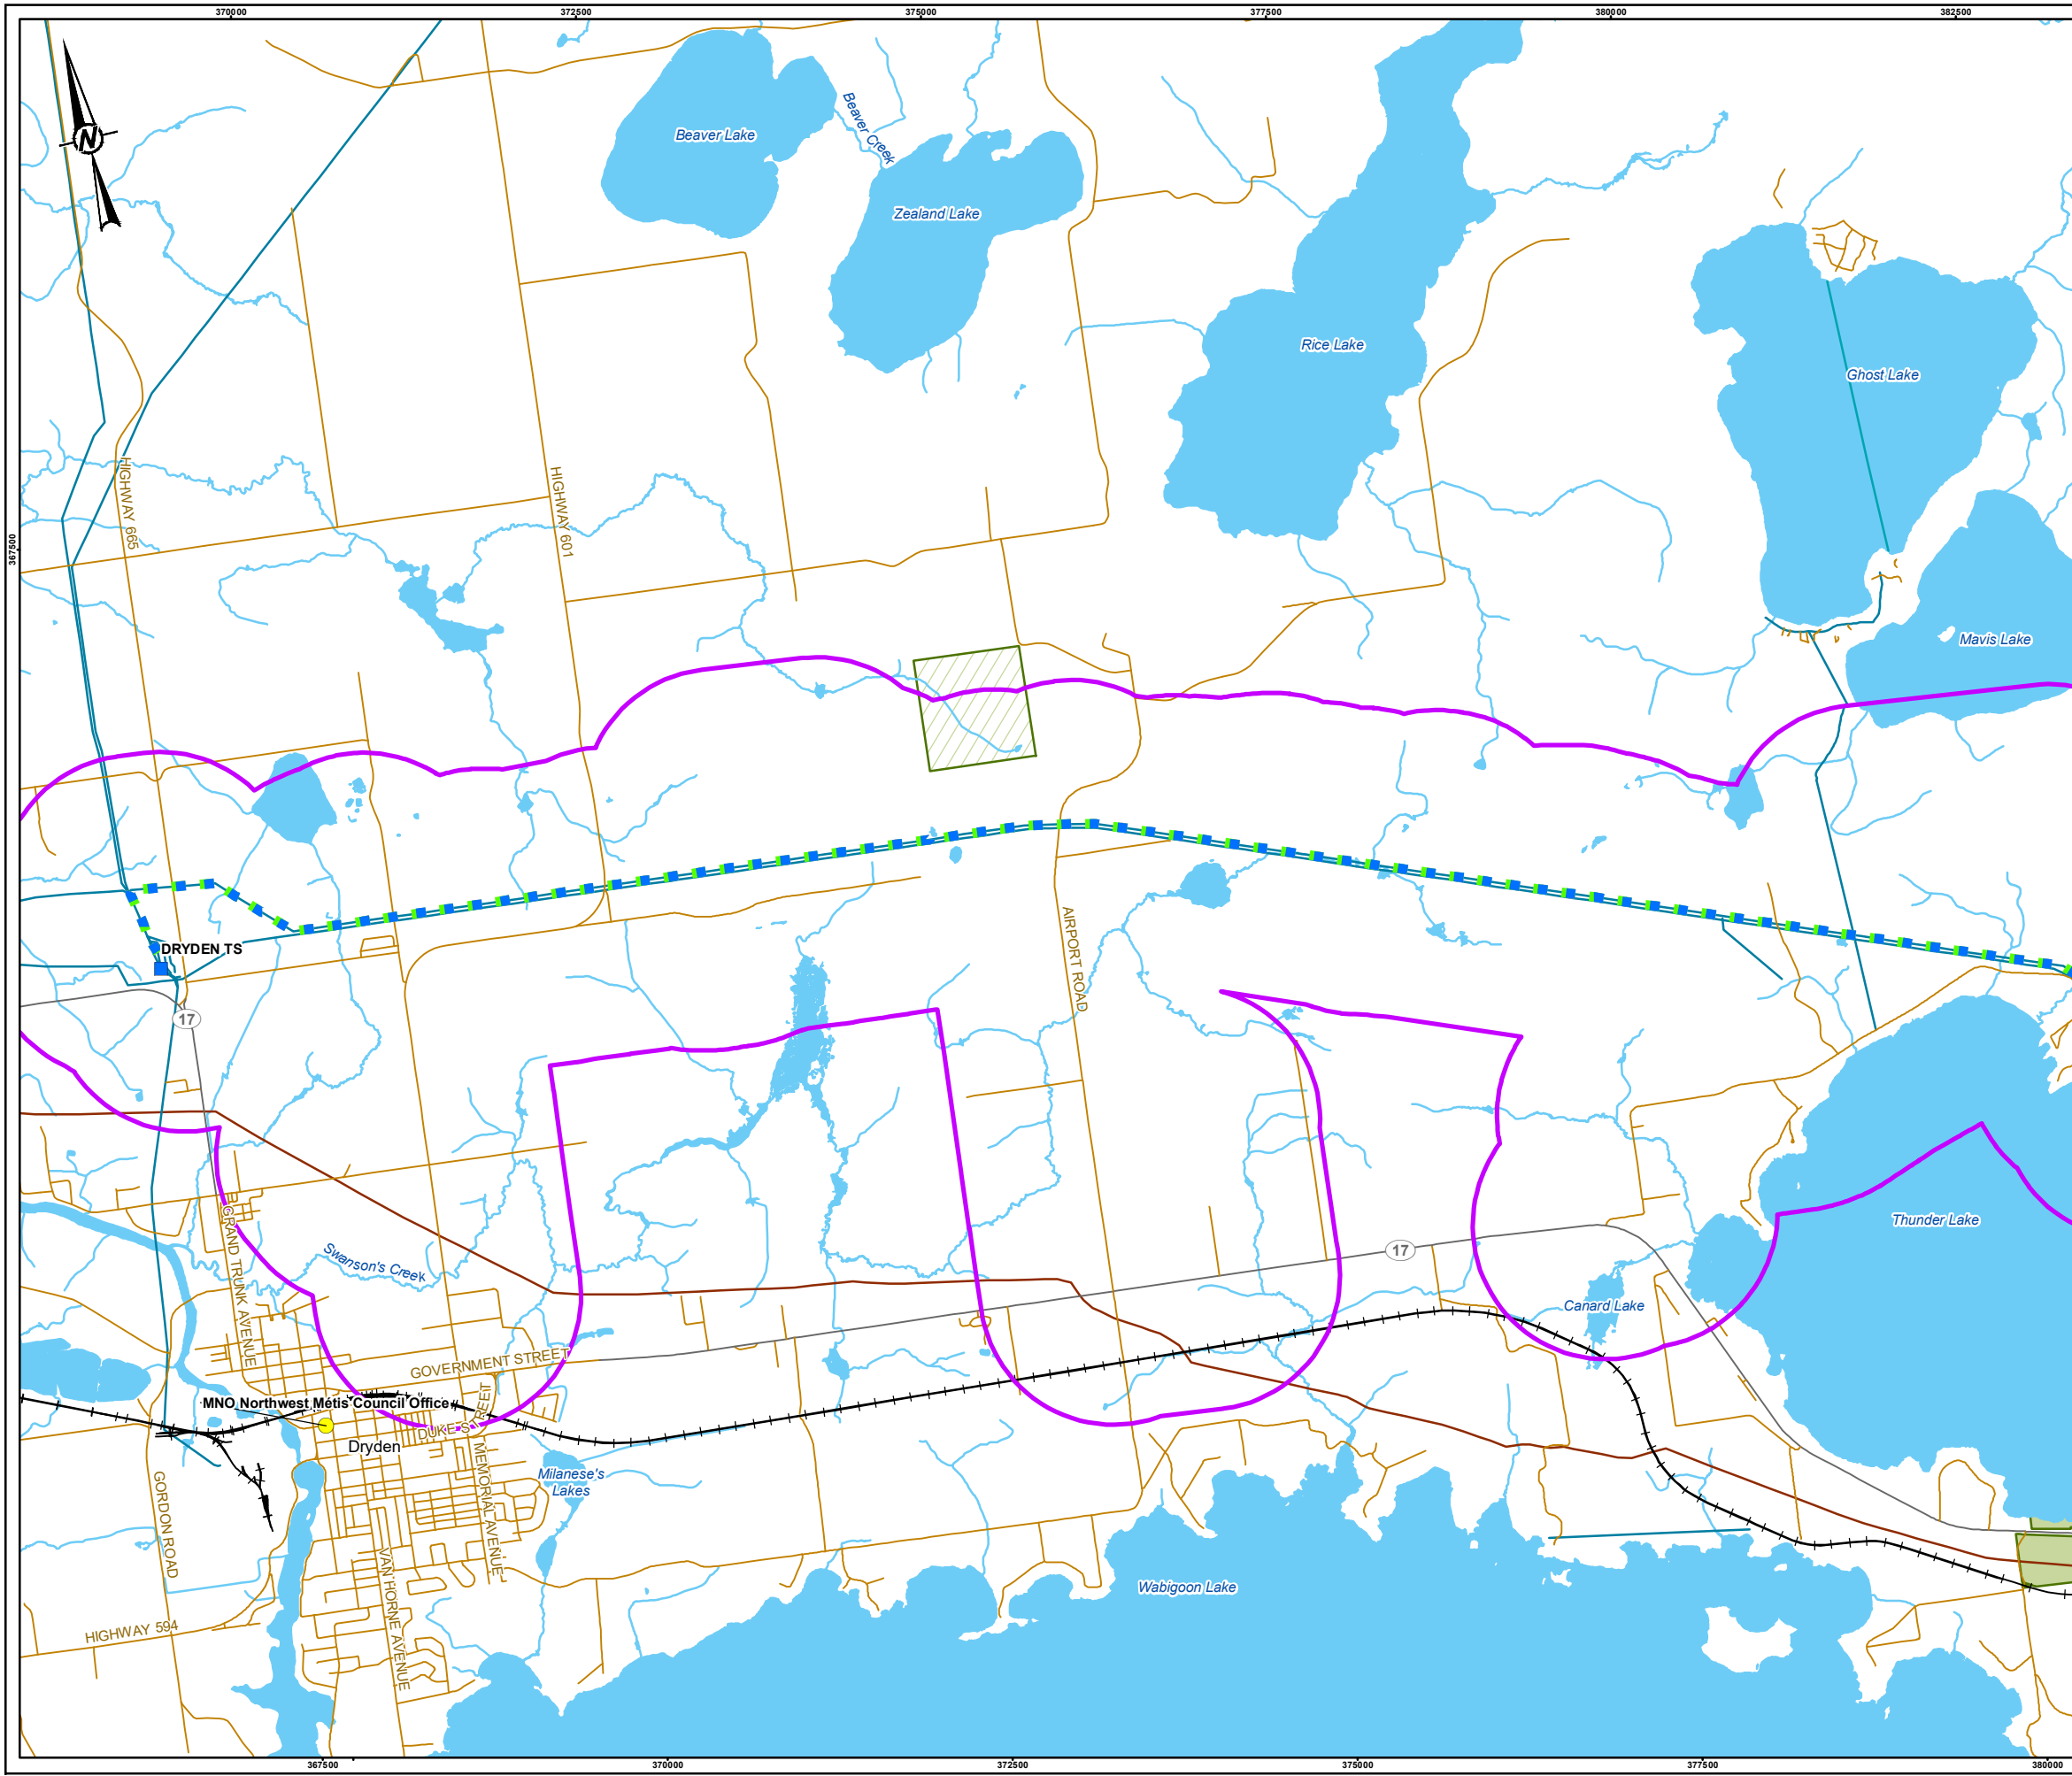 370000
372500
375000
377500
380000
382500
N
Beaver Lake
Beaver Creek
Zealand Lake
Rice Lake
Ghost Lake
HIGHWAY 665
HIGHWAY 601
367500
Mavis Lake
DRYDEN TS
AIRPORT ROAD
17
GRAND TRUNK AVENUE
Swanson's Creek
17
Thunder Lake
Canard Lake
GOVERNMENT STREET
MNO Northwest Métis Council Office
DUKE STREET
Dryden
MEMORIAL AVENUE
Milanese's
Lakes
GORDON ROAD
VAN HORNE AVENUE
Wabigoon Lake
HIGHWAY 594
367500
370000
372500
375000
377500
380000